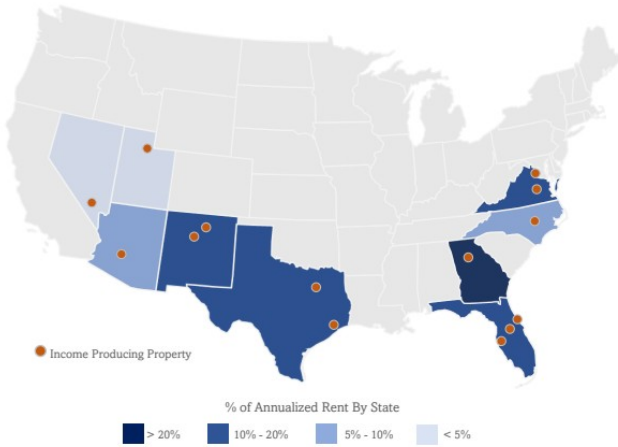 Income Producing Property
% of Annualized Rent By State
> 20%
10% - 20%
5% - 10%
< 5%